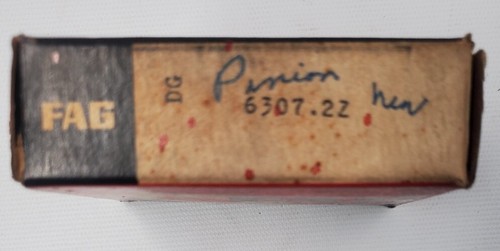 FAG
DG
Pinion
6307.2Z new